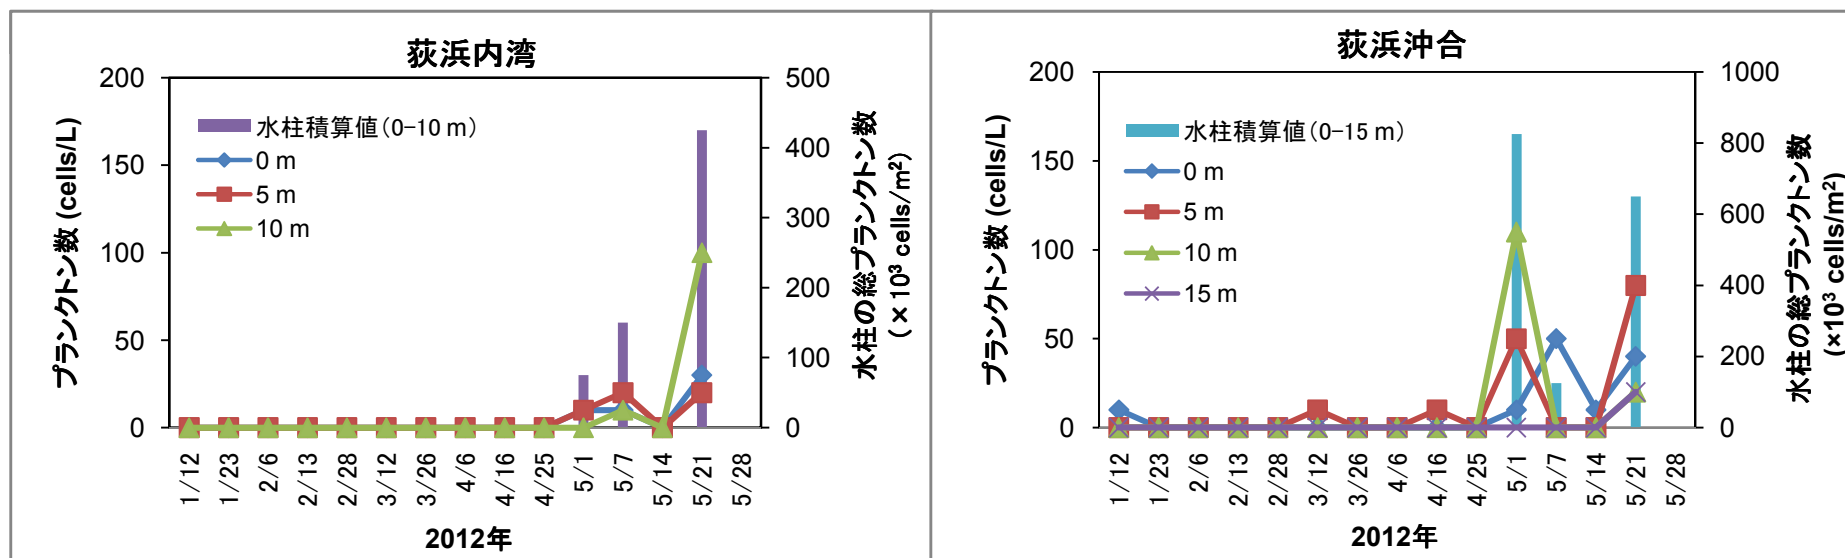 荻浜内湾
プランクトン数 (cells/L)
200
150
100
50
0
水柱積算値（0−10 m）
0 m
5 m
10 m
500
400
300
200
100
0
水柱の総プランクトン数
（× 10³ cells/m²）
1/12
1/23
2/6
2/13
2/28
3/12
3/26
4/6
4/16
4/25
5/1
5/7
5/14
5/21
5/28
2012年
荻浜沖合
プランクトン数 (cells/L)
200
150
100
50
0
水柱積算値（0−15 m）
0 m
5 m
10 m
15 m
1000
800
600
400
200
0
水柱の総プランクトン数
(×10³ cells/m²)
1/12
1/23
2/6
2/13
2/28
3/12
3/26
4/6
4/16
4/25
5/1
5/7
5/14
5/21
5/28
2012年